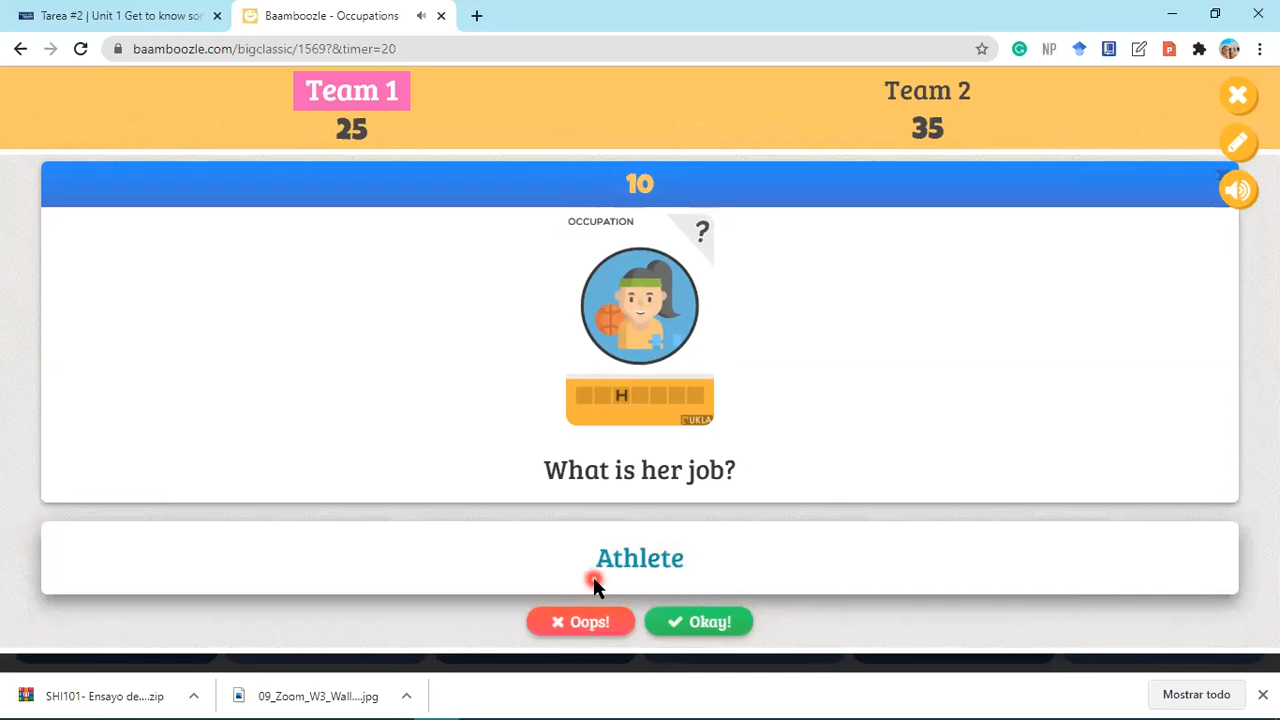 Tarea #2 | Unit 1 Get to know sor
Baamboozle - Occupations
baamboozle.com/bigclassic/1569?&timer=20
NP
Team 1
25
Team 2
35
10
OCCUPATION
?
H
UKLA
What is her job?
Athlete
Oops!
Okay!
SHI101- Ensayo de....zip
09_Zoom_W3_Wall....jpg
Mostrar todo